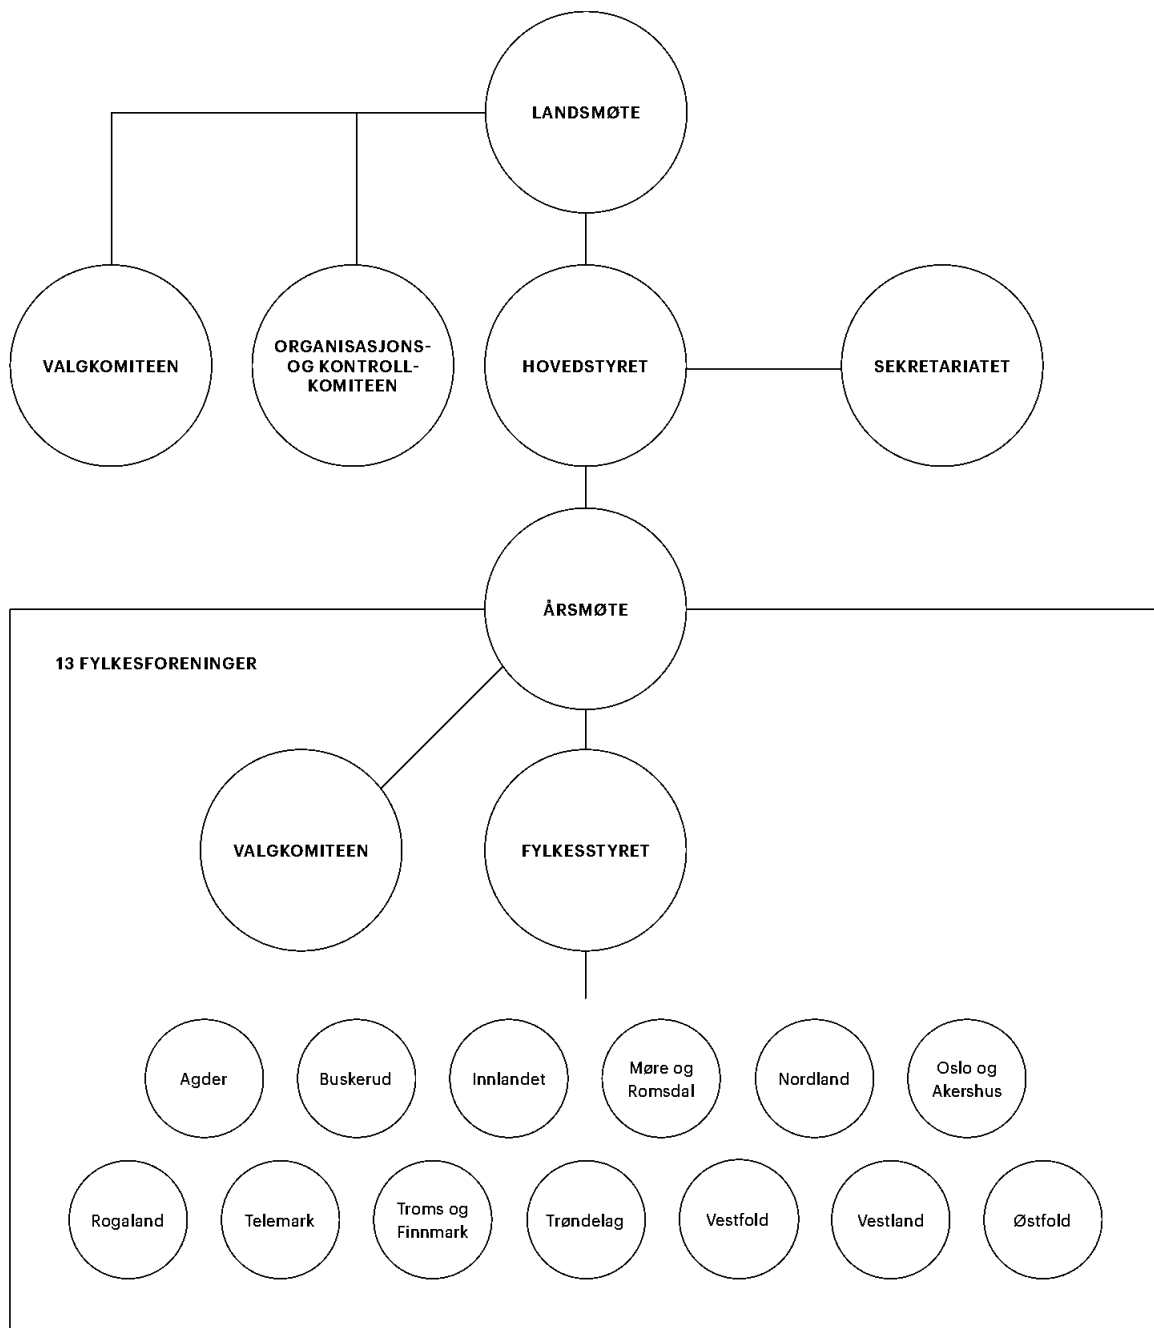 LANDSMØTE
VALGKOMITEEN
ORGANISASJONS-
OG KONTROLL-
KOMITEEN
HOVEDSTYRET
SEKRETARIATET
ÅRSMØTE
13 FYLKESFORENINGER
VALGKOMITEEN
FYLKESSTYRET
Agder
Buskerud
Innlandet
Møre og
Romsdal
Nordland
Oslo og
Akershus
Rogaland
Telemark
Troms og
Finnmark
Trøndelag
Vestfold
Vestland
Østfold